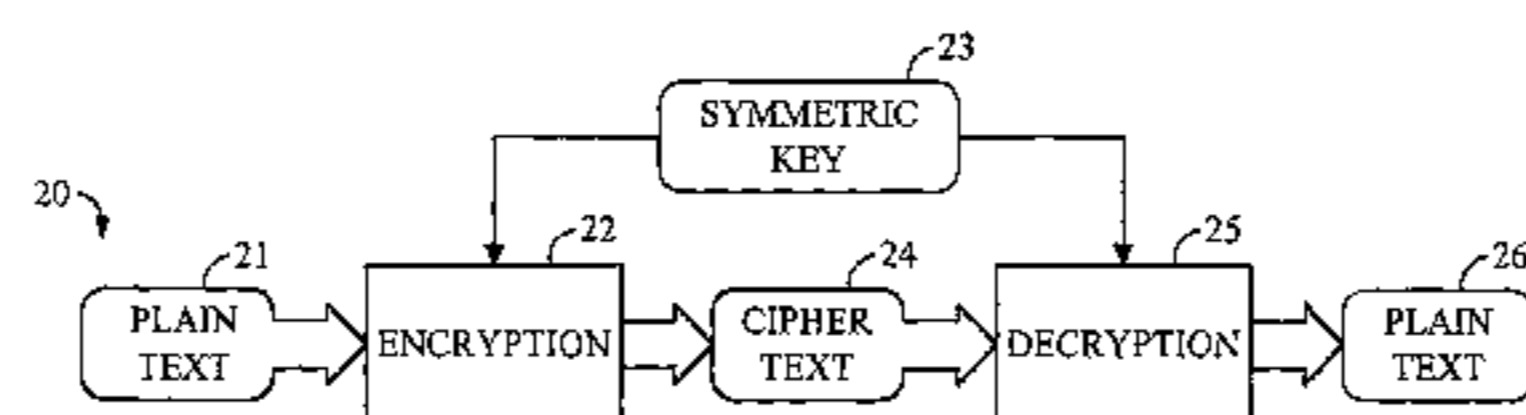 23
SYMMETRIC
KEY
20
21
22
24
25
26
PLAIN
TEXT
ENCRYPTION
CIPHER
TEXT
DECRYPTION
PLAIN
TEXT